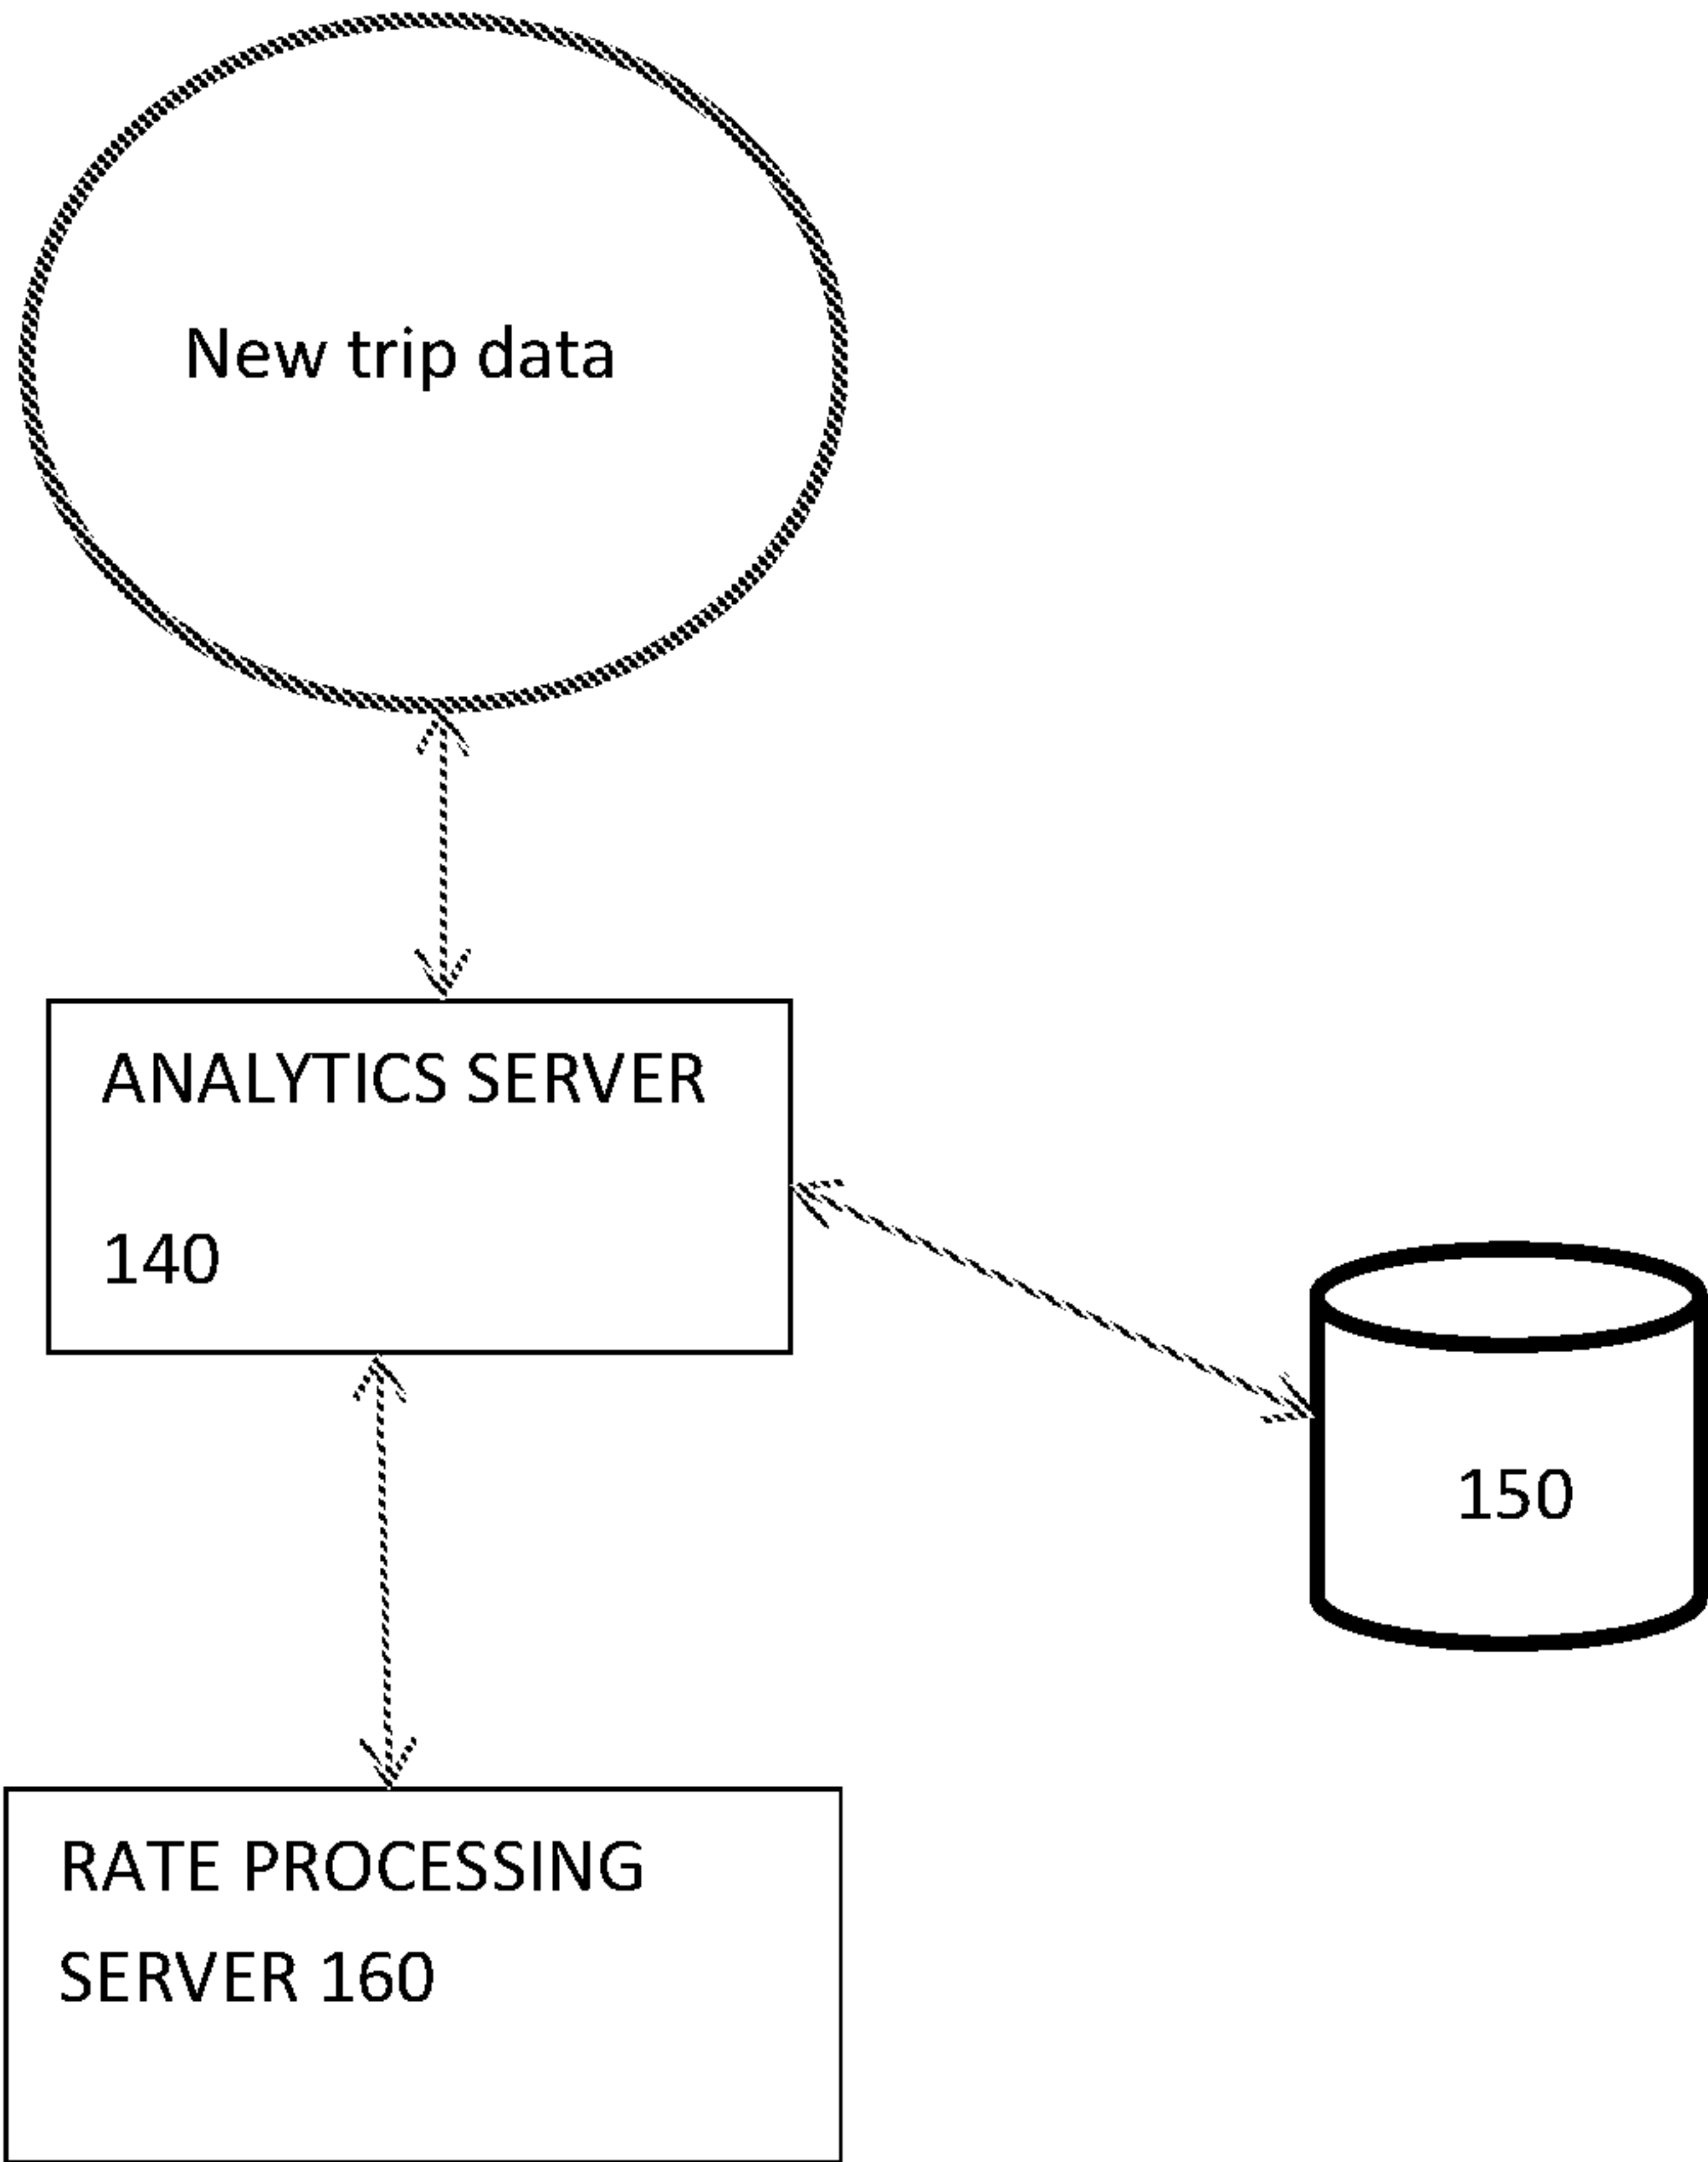 New trip data
ANALYTICS SERVER
140
150
RATE PROCESSING
SERVER 160